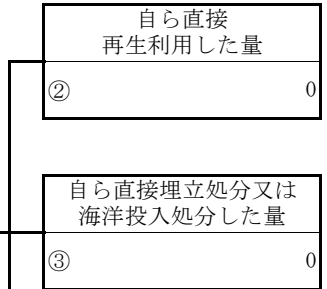 自ら直接
再生利用した量
② 0
自ら直接埋立処分又は
海洋投入処分した量
③ 0